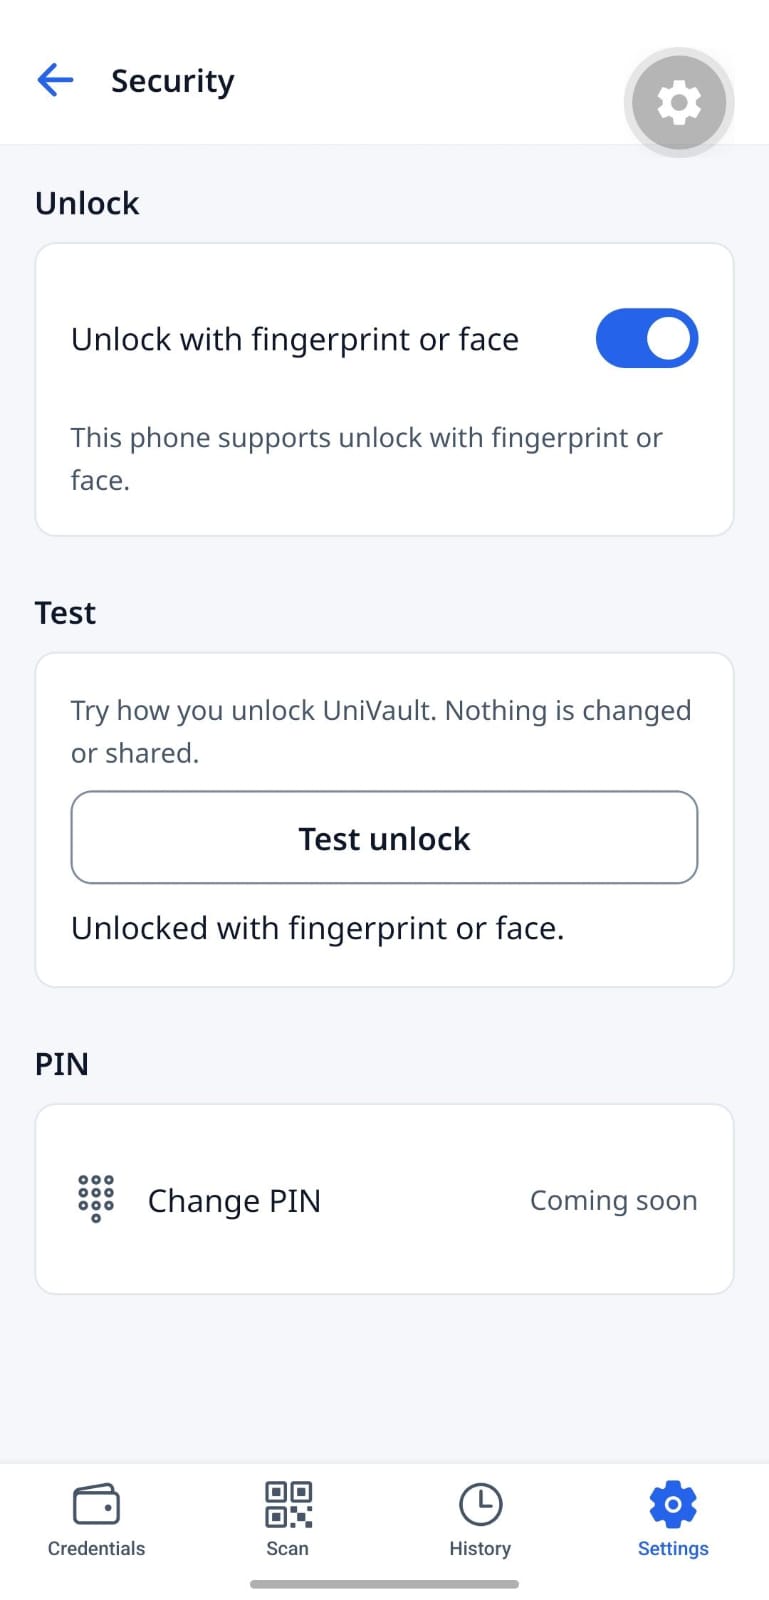 Security
Unlock
Unlock with fingerprint or face
This phone supports unlock with fingerprint or
face.
Test
Try how you unlock UniVault. Nothing is changed
or shared.
Test unlock
Unlocked with fingerprint or face.
PIN
Change PIN
Coming soon
Credentials
Scan
History
Settings